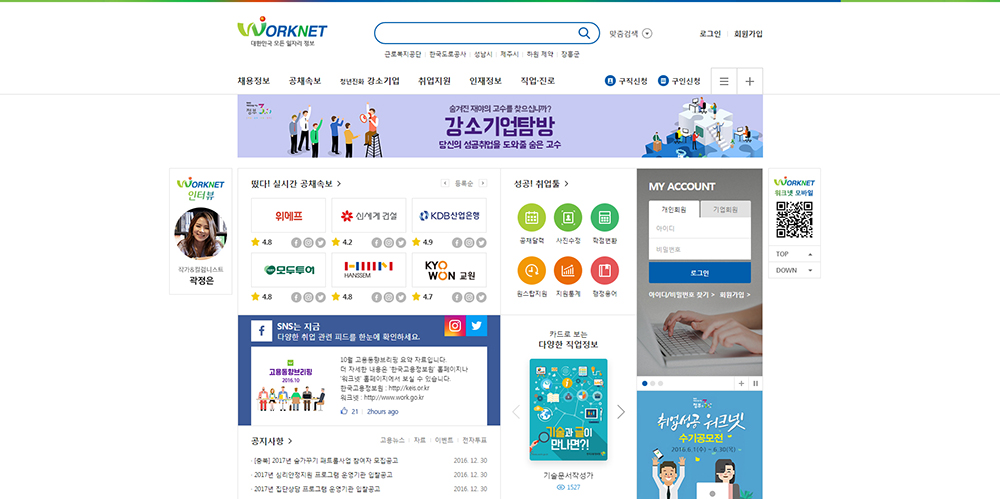 WORKNET
대한민국 모든 일자리 정보
맞춤검색
로그인 회원가입
근로복지공단 한국도로공사 성남시 제주시 하원 제약 장흥군
채용정보 공채속보 청년친화 강소기업 취업지원 인재정보 직업·진로
구직신청 구인신청
숨겨진 재야의 고수를 찾으십니까?
강소기업탐방
당신의 성공취업을 도와줄 숨은 고수
WORKNET
인터뷰
작가&컬럼니스트
곽정은
떴다! 실시간 공채속보 >
< 등록순 >
위메프
신세계 건설
KDB산업은행
4.8
4.2
4.9
모두투어
HANSSEM
KYOWON 교원
4.8
4.8
4.7
성공! 취업툴 >
공채달력 사진수정 학점변환
원스탑지원 지원통계 행정용어
MY ACCOUNT
개인회원 기업회원
아이디
비밀번호
로그인
아이디/비밀번호 찾기 > 회원가입 >
WORKNET
워크넷 모바일
TOP
DOWN
SNS는 지금
다양한 취업 관련 피드를 한눈에 확인하세요.
고용동향브리핑
2016.10
10월 고용동향브리핑 요약 자료입니다.
더 자세한 내용은 '한국고용정보원' 홈페이지나
'워크넷' 홈페이지에서 보실 수 있습니다.
한국고용정보원 : http://keis.or.kr
워크넷 : http://www.work.go.kr
21 | 2hours ago
카드로 보는
다양한 직업정보
기술과 글이
만나면?!
기술문서작성가
1527
공지사항 >
고용뉴스 자료 이벤트 전자투표
· [충북] 2017년 숲가꾸기 패트롤사업 참여자 모집공고 2016. 12. 30
· 2017년 심리안정지원 프로그램 운영기관 입찰공고 2016. 12. 30
· 2017년 집단상담 프로그램 운영기관 입찰공고 2016. 12. 30
취업성공 워크넷
수기공모전